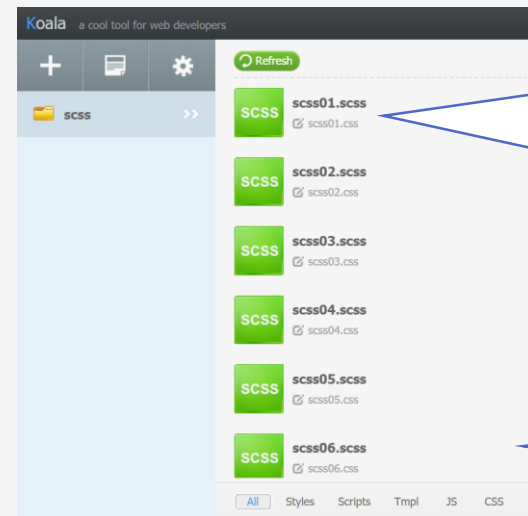 Koala a cool tool for web developers
Refresh
scss >>
SCSS scss01.scss
scss01.css
SCSS scss02.scss
scss02.css
SCSS scss03.scss
scss03.css
SCSS scss04.scss
scss04.css
SCSS scss05.scss
scss05.css
SCSS scss06.scss
scss06.css
All Styles Scripts Tmpl JS CSS